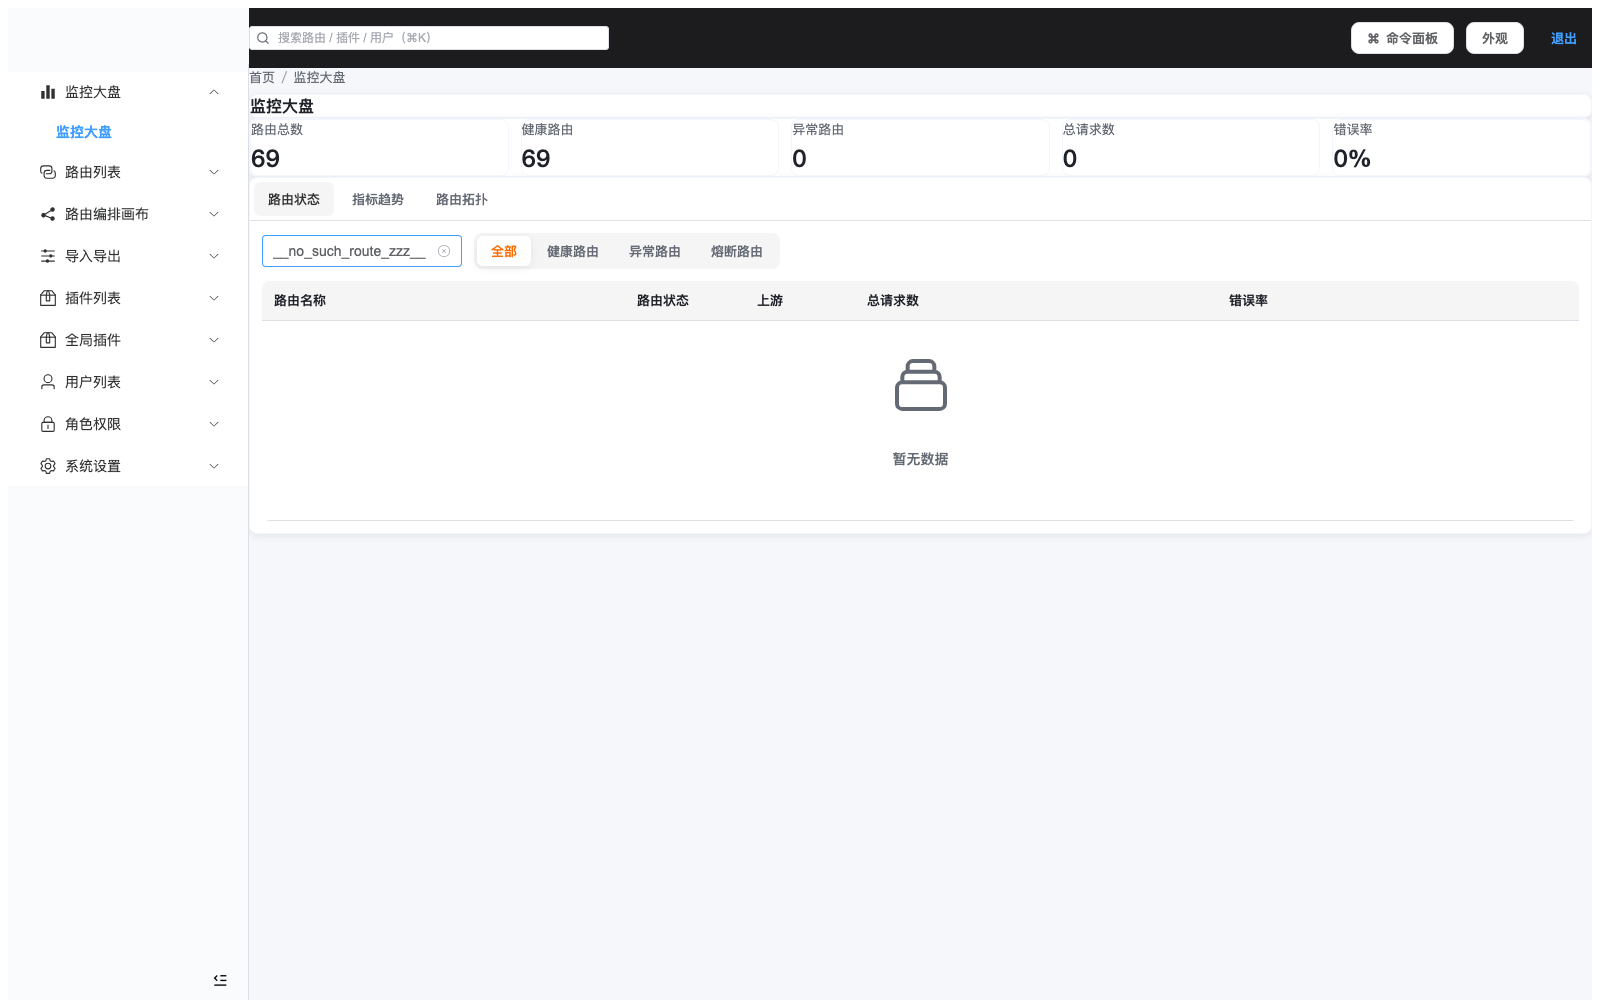 搜索路由 / 插件 / 用户（⌘K）
⌘ 命令面板
外观
退出
监控大盘
监控大盘
路由列表
路由编排画布
导入导出
插件列表
全局插件
用户列表
角色权限
系统设置
首页 / 监控大盘
监控大盘
路由总数
69
健康路由
69
异常路由
0
总请求数
0
错误率
0%
路由状态 指标趋势 路由拓扑
__no_such_route_zzz__
全部 健康路由 异常路由 熔断路由
路由名称 路由状态 上游 总请求数 错误率
暂无数据